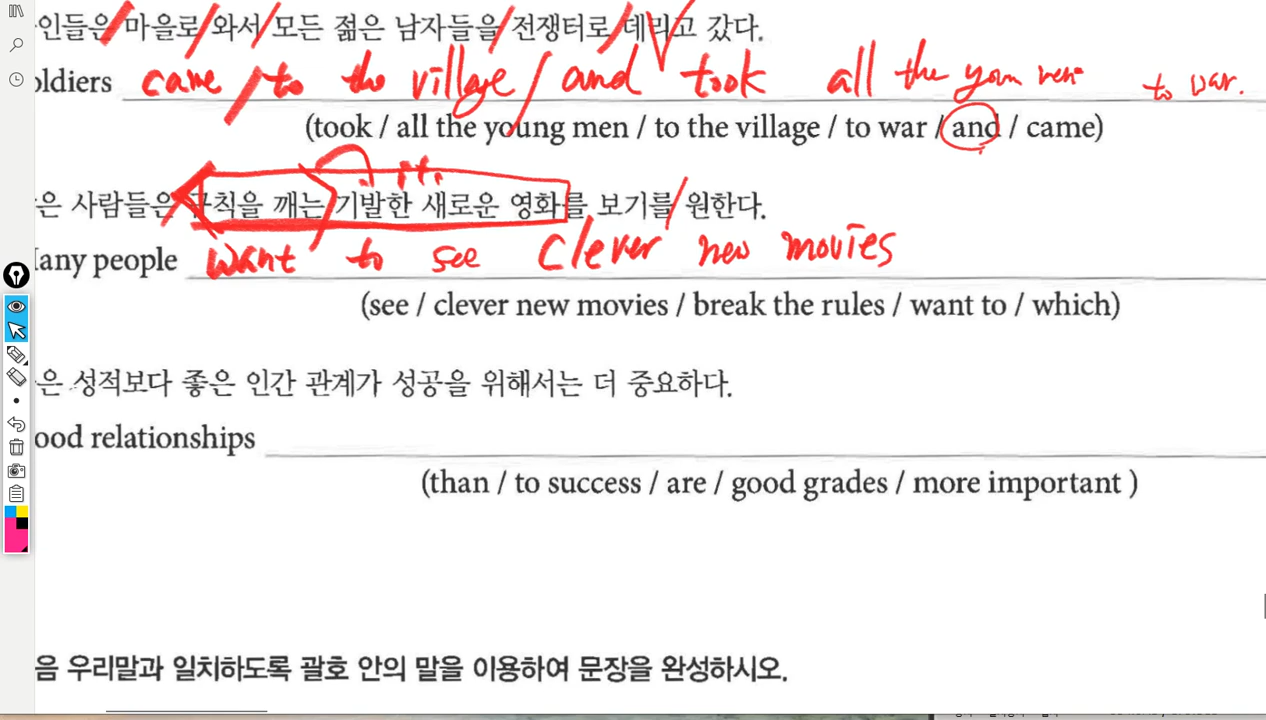 인들은 마을로 와서 모든 젊은 남자들을 전쟁터로 데리고 갔다.
oldiers came to the village and took all the youn men to war.
(took / all the young men / to the village / to war / and / came)
은 사람들은 규칙을 깨는 기발한 새로운 영화를 보기를 원한다.
Many people want to see clever new movies
(see / clever new movies / break the rules / want to / which)
은 성적보다 좋은 인간 관계가 성공을 위해서는 더 중요하다.
ood relationships
(than / to success / are / good grades / more important )
음 우리말과 일치하도록 괄호 안의 말을 이용하여 문장을 완성하시오.